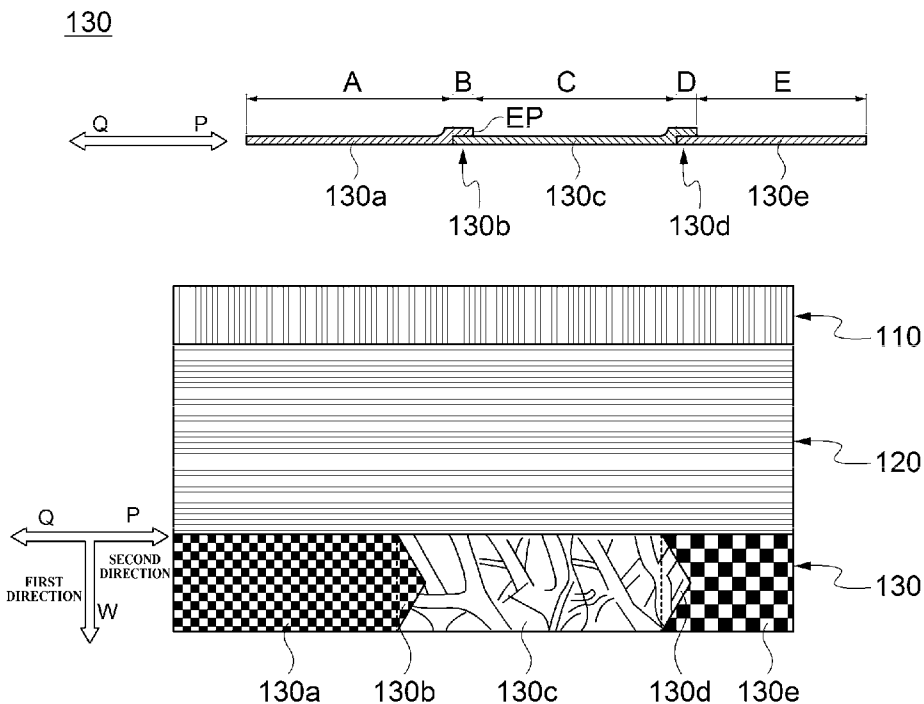 130
A B C D E
Q P EP
130a 130c 130e
130b 130d
110
120
Q P
FIRST DIRECTION SECOND DIRECTION
W
130
130a 130b 130c 130d 130e